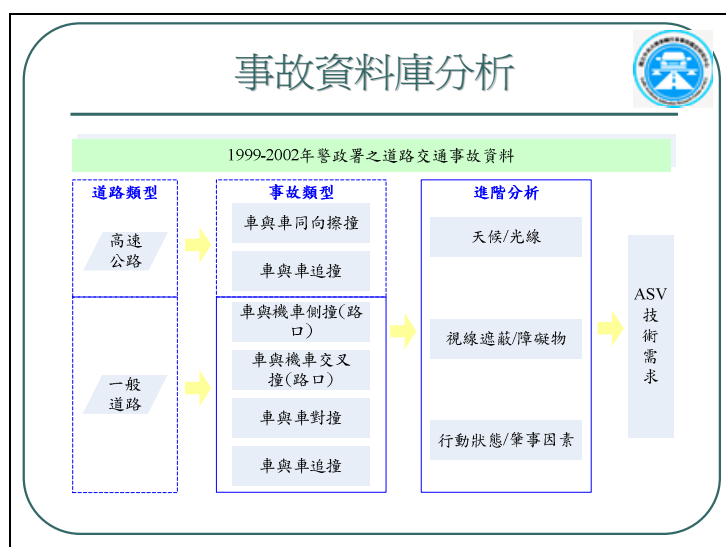 事故資料庫分析
1999-2002年警政署之道路交通事故資料
道路類型
高速
公路
一般
道路
事故類型
車與車同向擦撞
車與車追撞
車與機車側撞(路
口)
車與機車交叉
撞(路口)
車與車對撞
車與車追撞
進階分析
天候/光線
視線遮蔽/障礙物
行動狀態/肇事因素
ASV
技
術
需
求